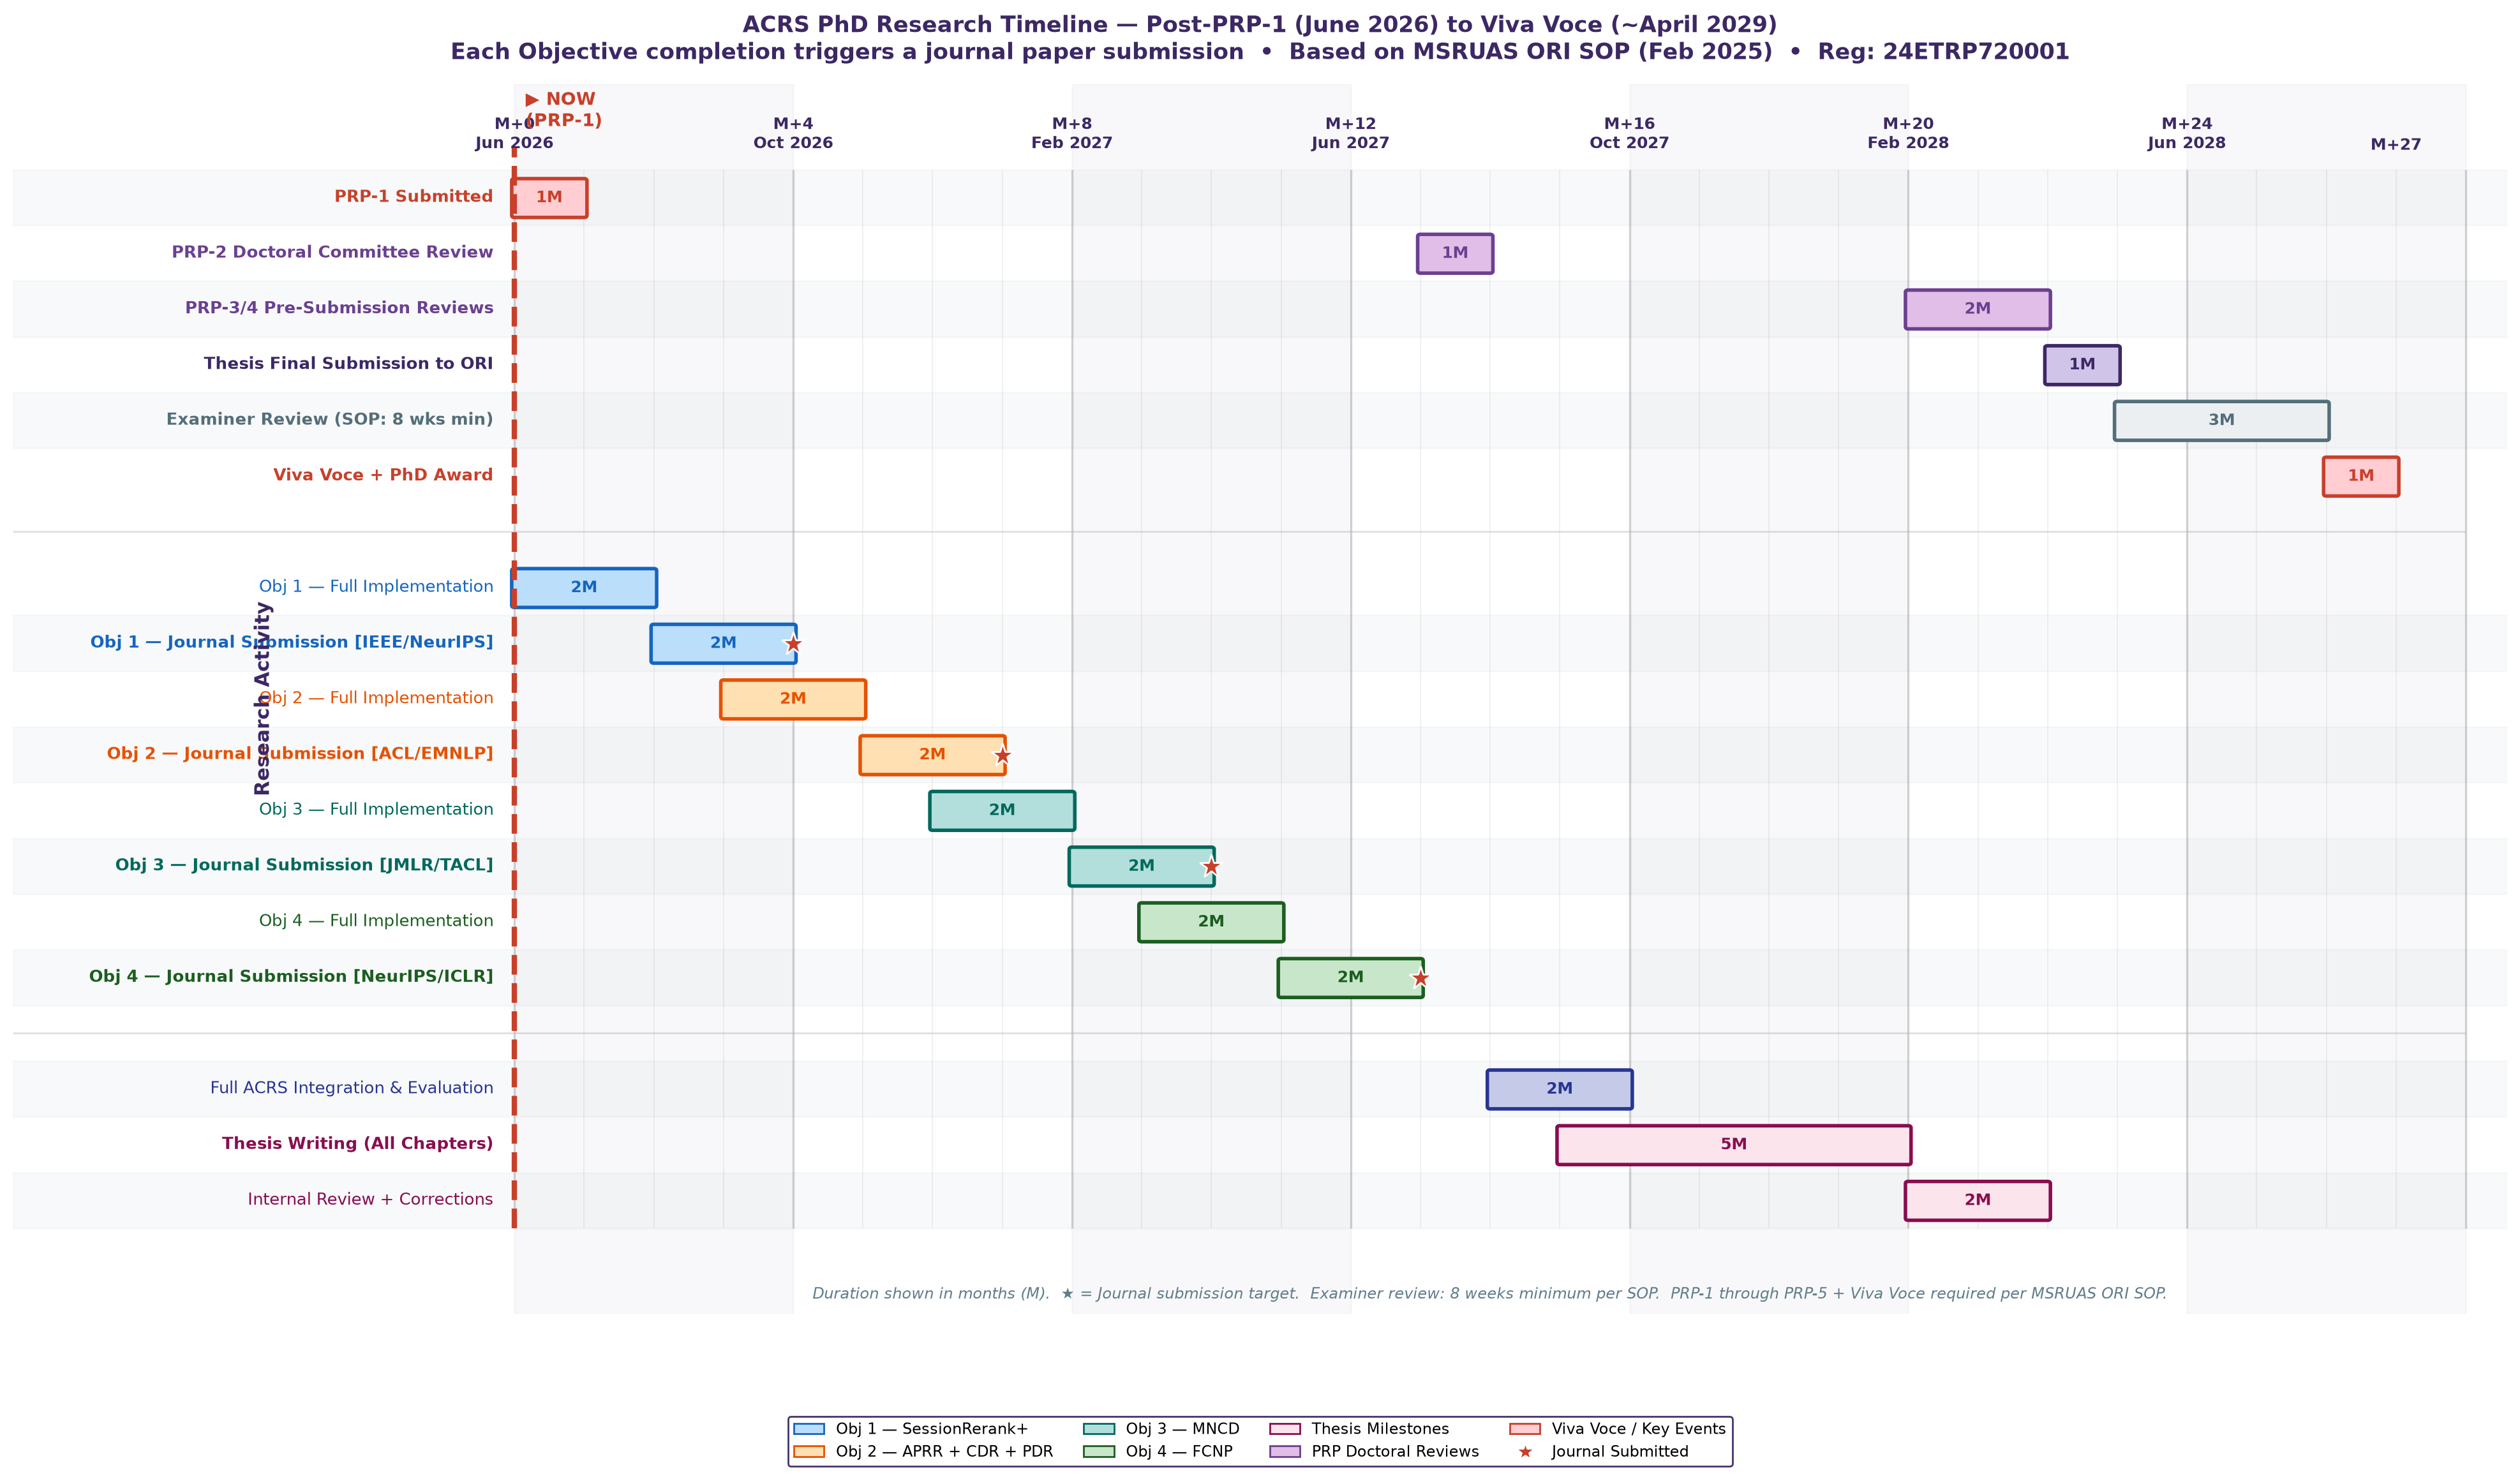 ACRS PhD Research Timeline — Post-PRP-1 (June 2026) to Viva Voce (~April 2029)
Each Objective completion triggers a journal paper submission • Based on MSRUAS ORI SOP (Feb 2025) • Reg: 24ETRP720001
▶ NOW
(PRP-1)
M+0
Jun 2026
M+4
Oct 2026
M+8
Feb 2027
M+12
Jun 2027
M+16
Oct 2027
M+20
Feb 2028
M+24
Jun 2028
M+27
PRP-1 Submitted
1M
PRP-2 Doctoral Committee Review
1M
PRP-3/4 Pre-Submission Reviews
2M
Thesis Final Submission to ORI
1M
Examiner Review (SOP: 8 wks min)
3M
Viva Voce + PhD Award
1M
Research Activity
Obj 1 — Full Implementation
2M
Obj 1 — Journal Submission [IEEE/NeurIPS]
2M ★
Obj 2 — Full Implementation
2M
Obj 2 — Journal Submission [ACL/EMNLP]
2M ★
Obj 3 — Full Implementation
2M
Obj 3 — Journal Submission [JMLR/TACL]
2M ★
Obj 4 — Full Implementation
2M
Obj 4 — Journal Submission [NeurIPS/ICLR]
2M ★
Full ACRS Integration & Evaluation
2M
Thesis Writing (All Chapters)
5M
Internal Review + Corrections
2M
Duration shown in months (M). ★ = Journal submission target. Examiner review: 8 weeks minimum per SOP. PRP-1 through PRP-5 + Viva Voce required per MSRUAS ORI SOP.
Obj 1 — SessionRerank+
Obj 2 — APRR + CDR + PDR
Obj 3 — MNCD
Obj 4 — FCNP
Thesis Milestones
PRP Doctoral Reviews
Viva Voce / Key Events
★ Journal Submitted